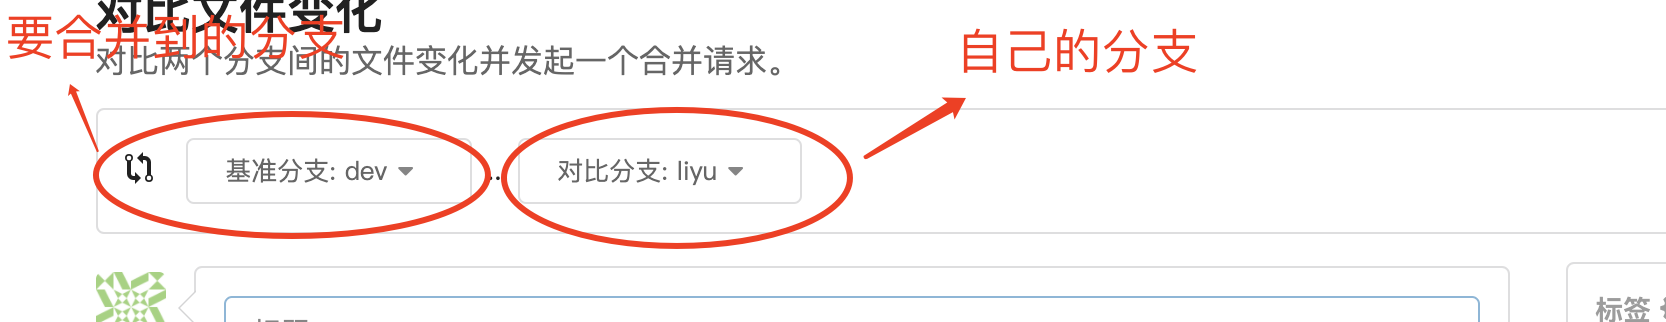 对比文件变化
要合并到的分支
对比两个分支间的文件变化并发起一个合并请求。
自己的分支
基准分支: dev
...
对比分支: liyu
标题
标签